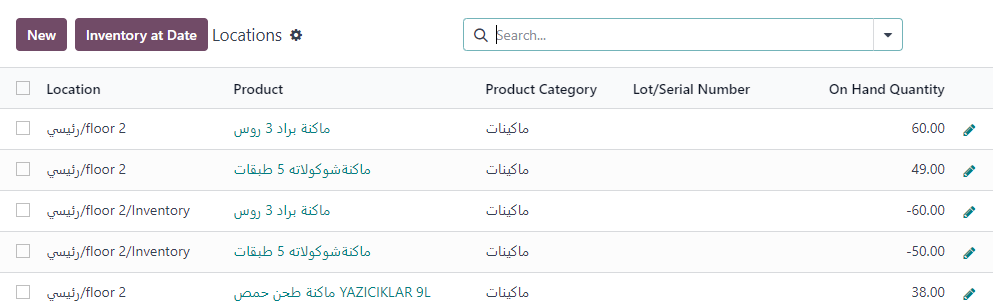 New Inventory at Date Locations Search...
Location Product Product Category Lot/Serial Number On Hand Quantity
رئيسي/floor 2 ماكنة براد 3 روس ماكينات 60.00
رئيسي/floor 2 ماكنةشوكولاته 5 طبقات ماكينات 49.00
رئيسي/floor 2/Inventory ماكنة براد 3 روس ماكينات -60.00
رئيسي/floor 2/Inventory ماكنةشوكولاته 5 طبقات ماكينات -50.00
رئيسي/floor 2 ماكنة طحن حمص YAZICIKLAR 9L ماكينات 38.00